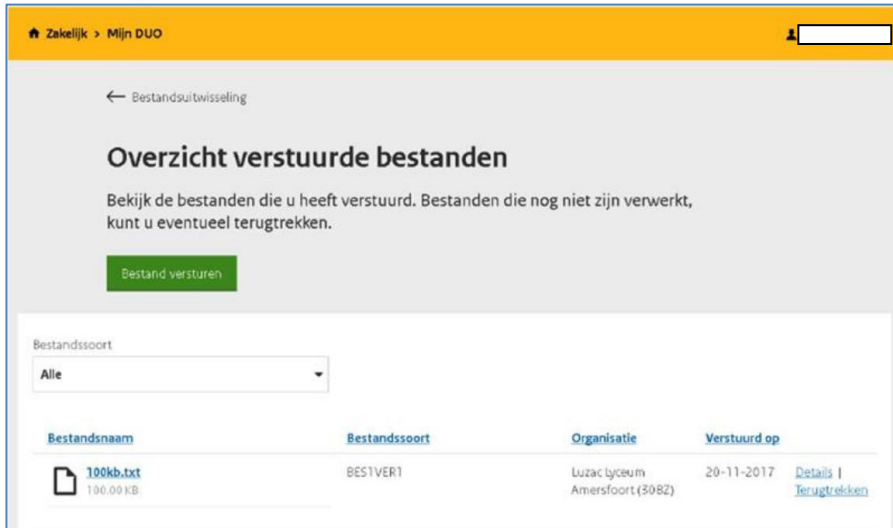 Zakelijk > Mijn DUO
← Bestandsuitwisseling
Overzicht verstuurde bestanden
Bekijk de bestanden die u heeft verstuurd. Bestanden die nog niet zijn verwerkt,
kunt u eventueel terugtrekken.
Bestand versturen
Bestandssoort
Alle
Bestandsnaam Bestandssoort Organisatie Verstuurd op
100kb.txt BES1VER1 Luzac Lyceum 20-11-2017 Details |
100.00 KB Amersfoort (30BZ) Terugtrekken